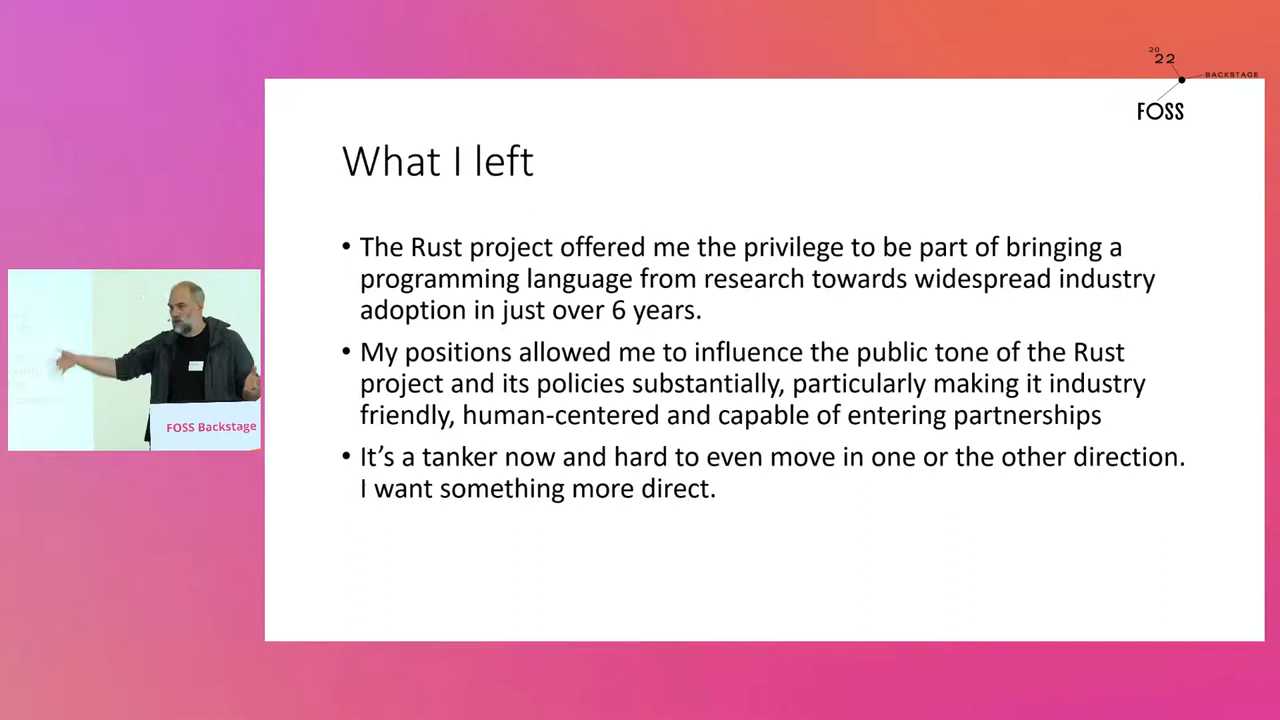 20
22
BACKSTAGE
FOSS
What I left
• The Rust project offered me the privilege to be part of bringing a
programming language from research towards widespread industry
adoption in just over 6 years.
• My positions allowed me to influence the public tone of the Rust
project and its policies substantially, particularly making it industry
friendly, human-centered and capable of entering partnerships
• It’s a tanker now and hard to even move in one or the other direction.
I want something more direct.
FOSS Backstage